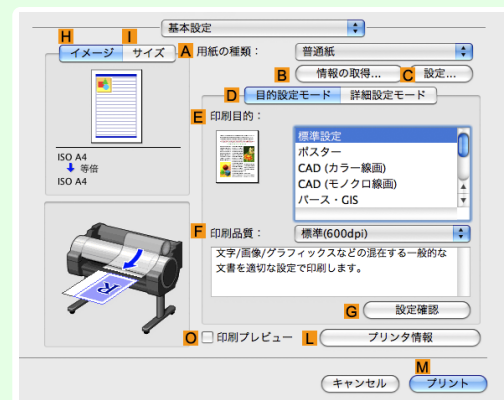 基本設定
H I
イメージ サイズ
A 用紙の種類： 普通紙
B 情報の取得... C 設定...
D 目的設定モード 詳細設定モード
E 印刷目的：
標準設定
ポスター
CAD (カラー線画)
CAD (モノクロ線画)
パース・GIS
ISO A4
等倍
ISO A4
F 印刷品質： 標準(600dpi)
文字/画像/グラフィックスなどの混在する一般的な
文書を適切な設定で印刷します。
G 設定確認
O 印刷プレビュー L プリンタ情報
M
キャンセル プリント